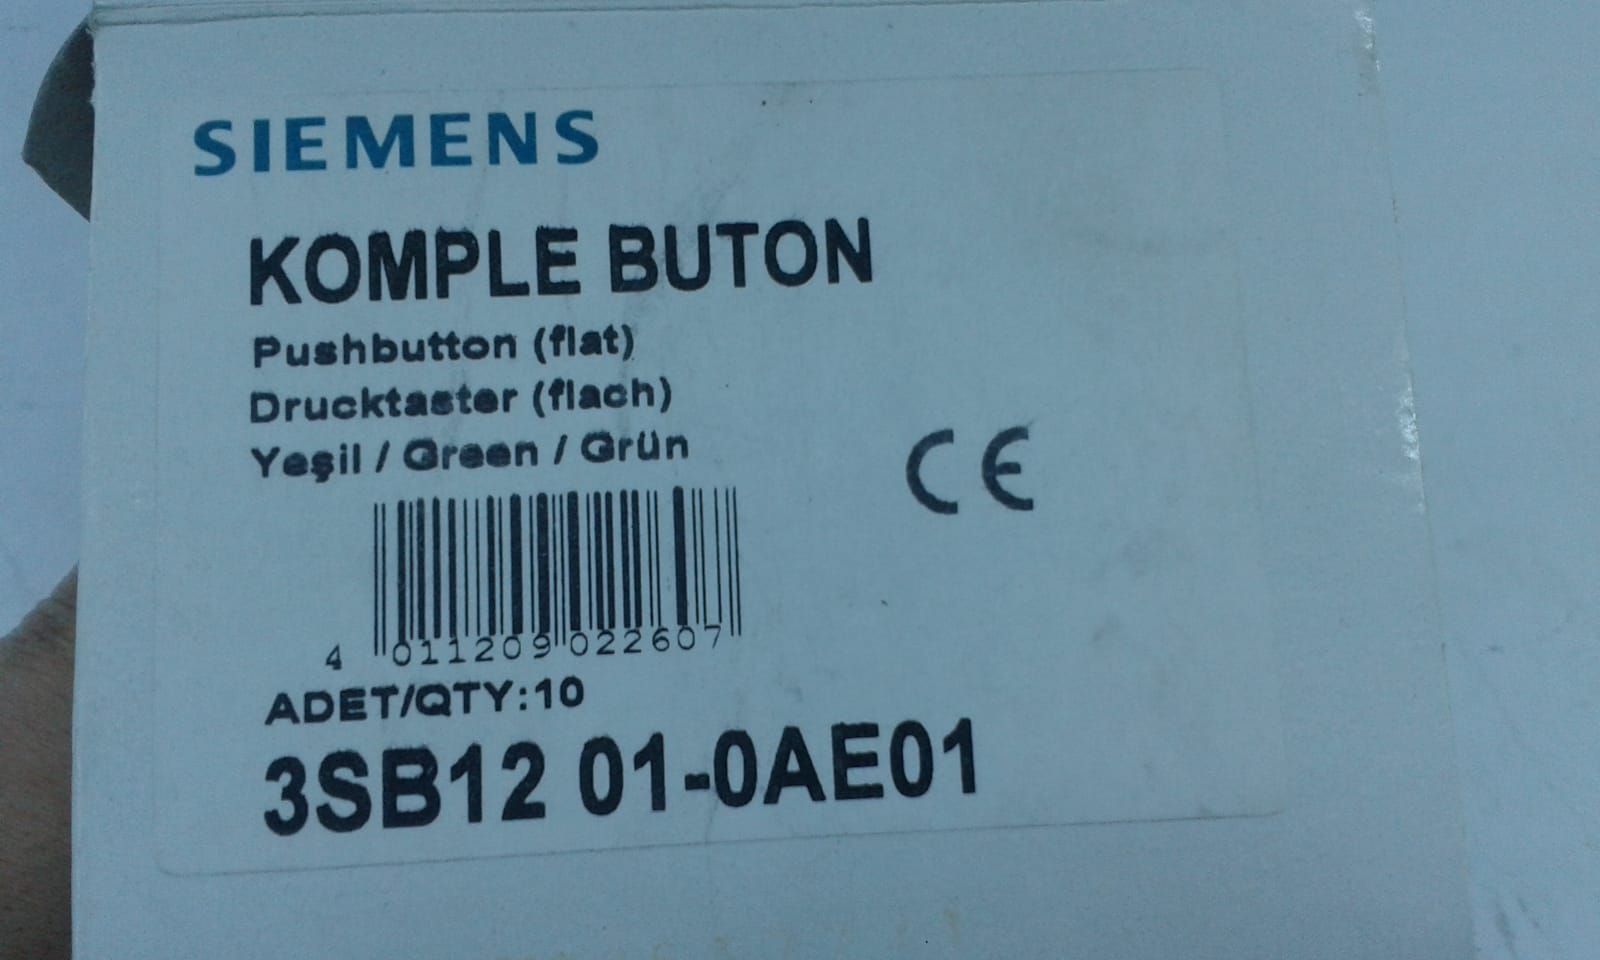 SIEMENS
KOMPLE BUTON
Pushbutton (flat)
Drucktaster (flach)
Yeşil / Green / Grün
CE
4 011209 022607
ADET/QTY:10
3SB12 01-0AE01